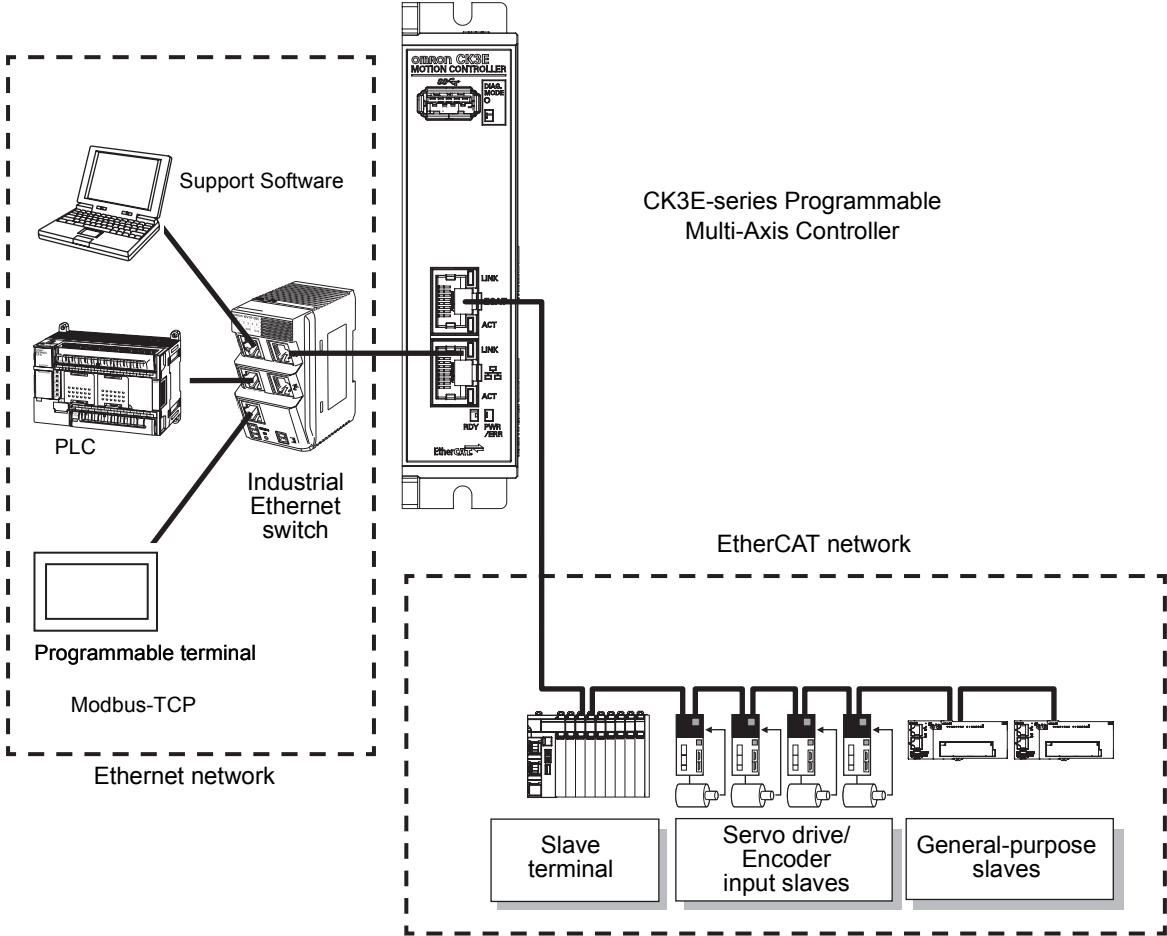 omron CK3E
MOTION CONTROLLER
DIAG.
MODE
Support Software
CK3E-series Programmable
Multi-Axis Controller
LINK
ACT
LINK
ACT
RDY PWR
/ERR
EtherCAT
PLC
Industrial
Ethernet
switch
Programmable terminal
Modbus-TCP
Ethernet network
EtherCAT network
Slave
terminal
Servo drive/
Encoder
input slaves
General-purpose
slaves